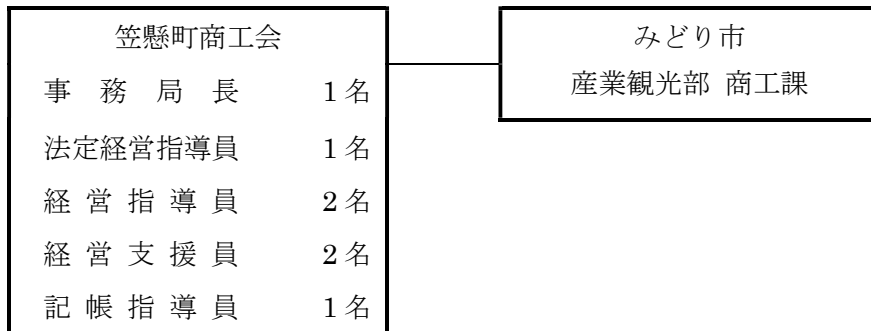 笠懸町商工会
事務局長 1名
法定経営指導員 1名
経営指導員 2名
経営支援員 2名
記帳指導員 1名
みどり市
産業観光部 商工課